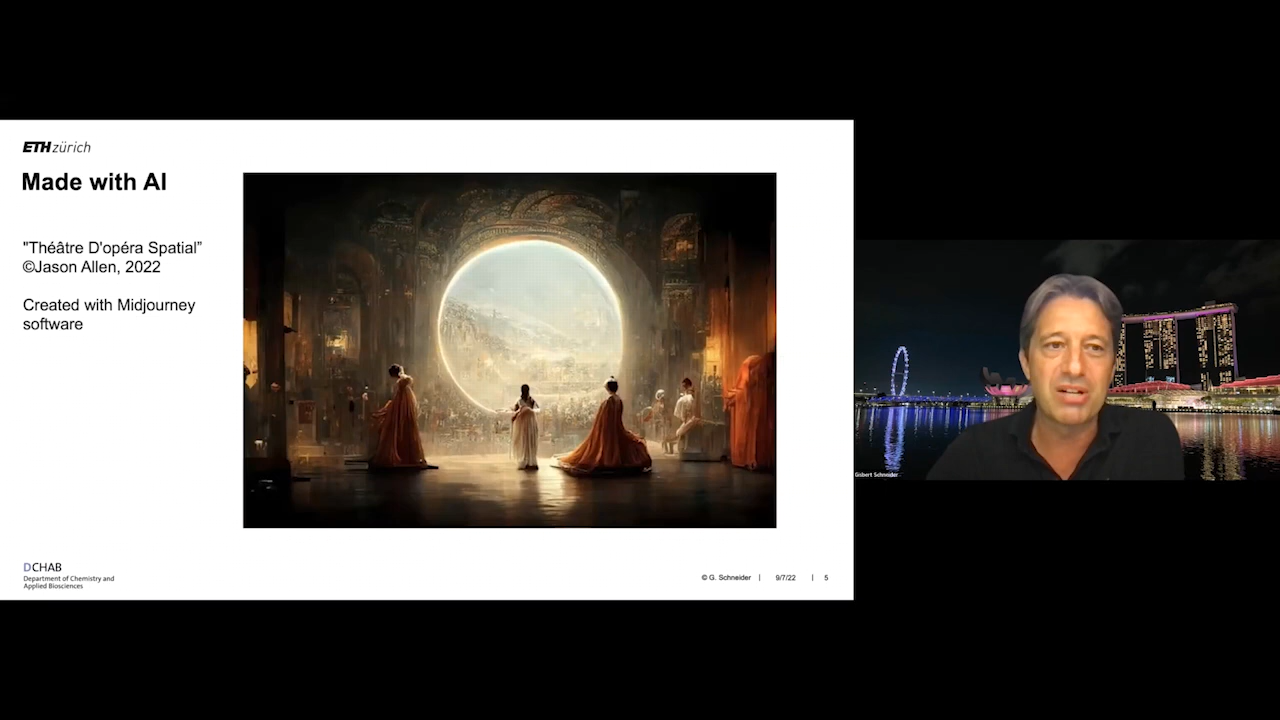 ETH zürich
Made with AI
"Théâtre D'opéra Spatial”
©Jason Allen, 2022
Created with Midjourney
software
DCHAB
Department of Chemistry and
Applied Biosciences
© G. Schneider | 9/7/22 | 5
Gisbert Schneider